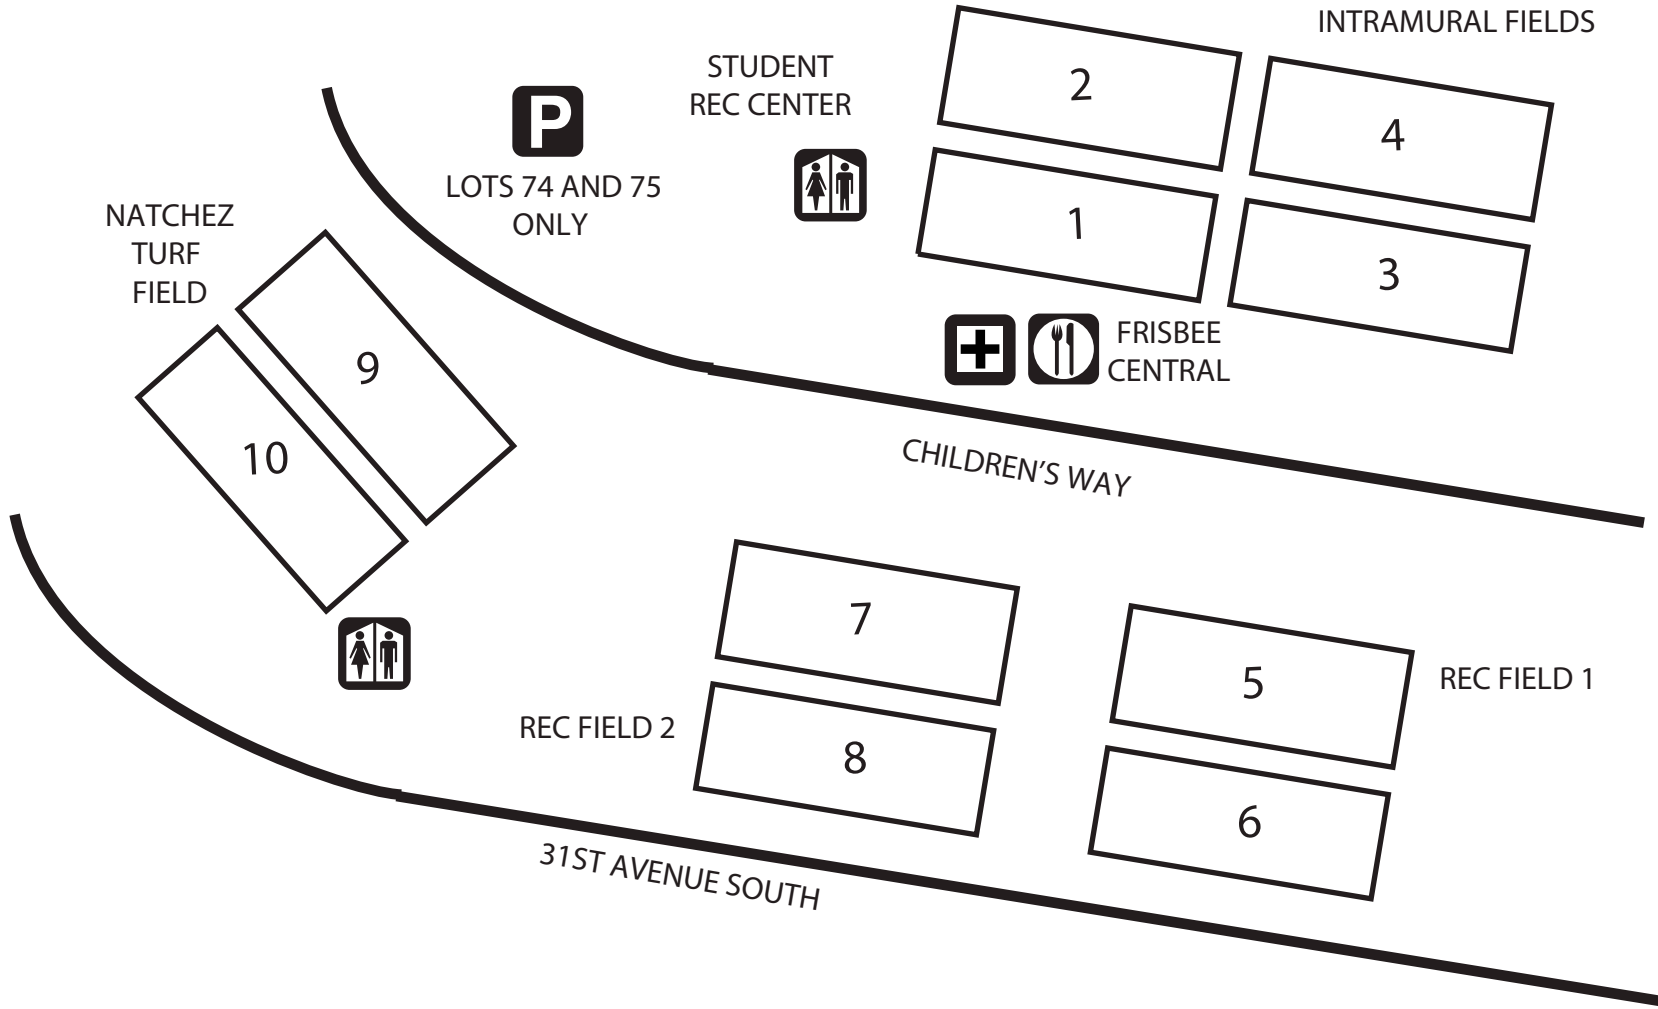 INTRAMURAL FIELDS
2
4
1
3
STUDENT
REC CENTER
P
LOTS 74 AND 75
ONLY
NATCHEZ
TURF
FIELD
9
10
FRISBEE
CENTRAL
CHILDREN'S WAY
7
8
REC FIELD 2
5
6
REC FIELD 1
31ST AVENUE SOUTH